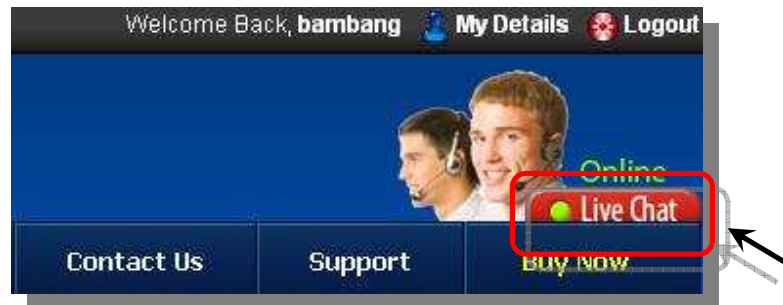 Welcome Back, bambang My Details Logout
Online
Live Chat
Contact Us Support Buy Now